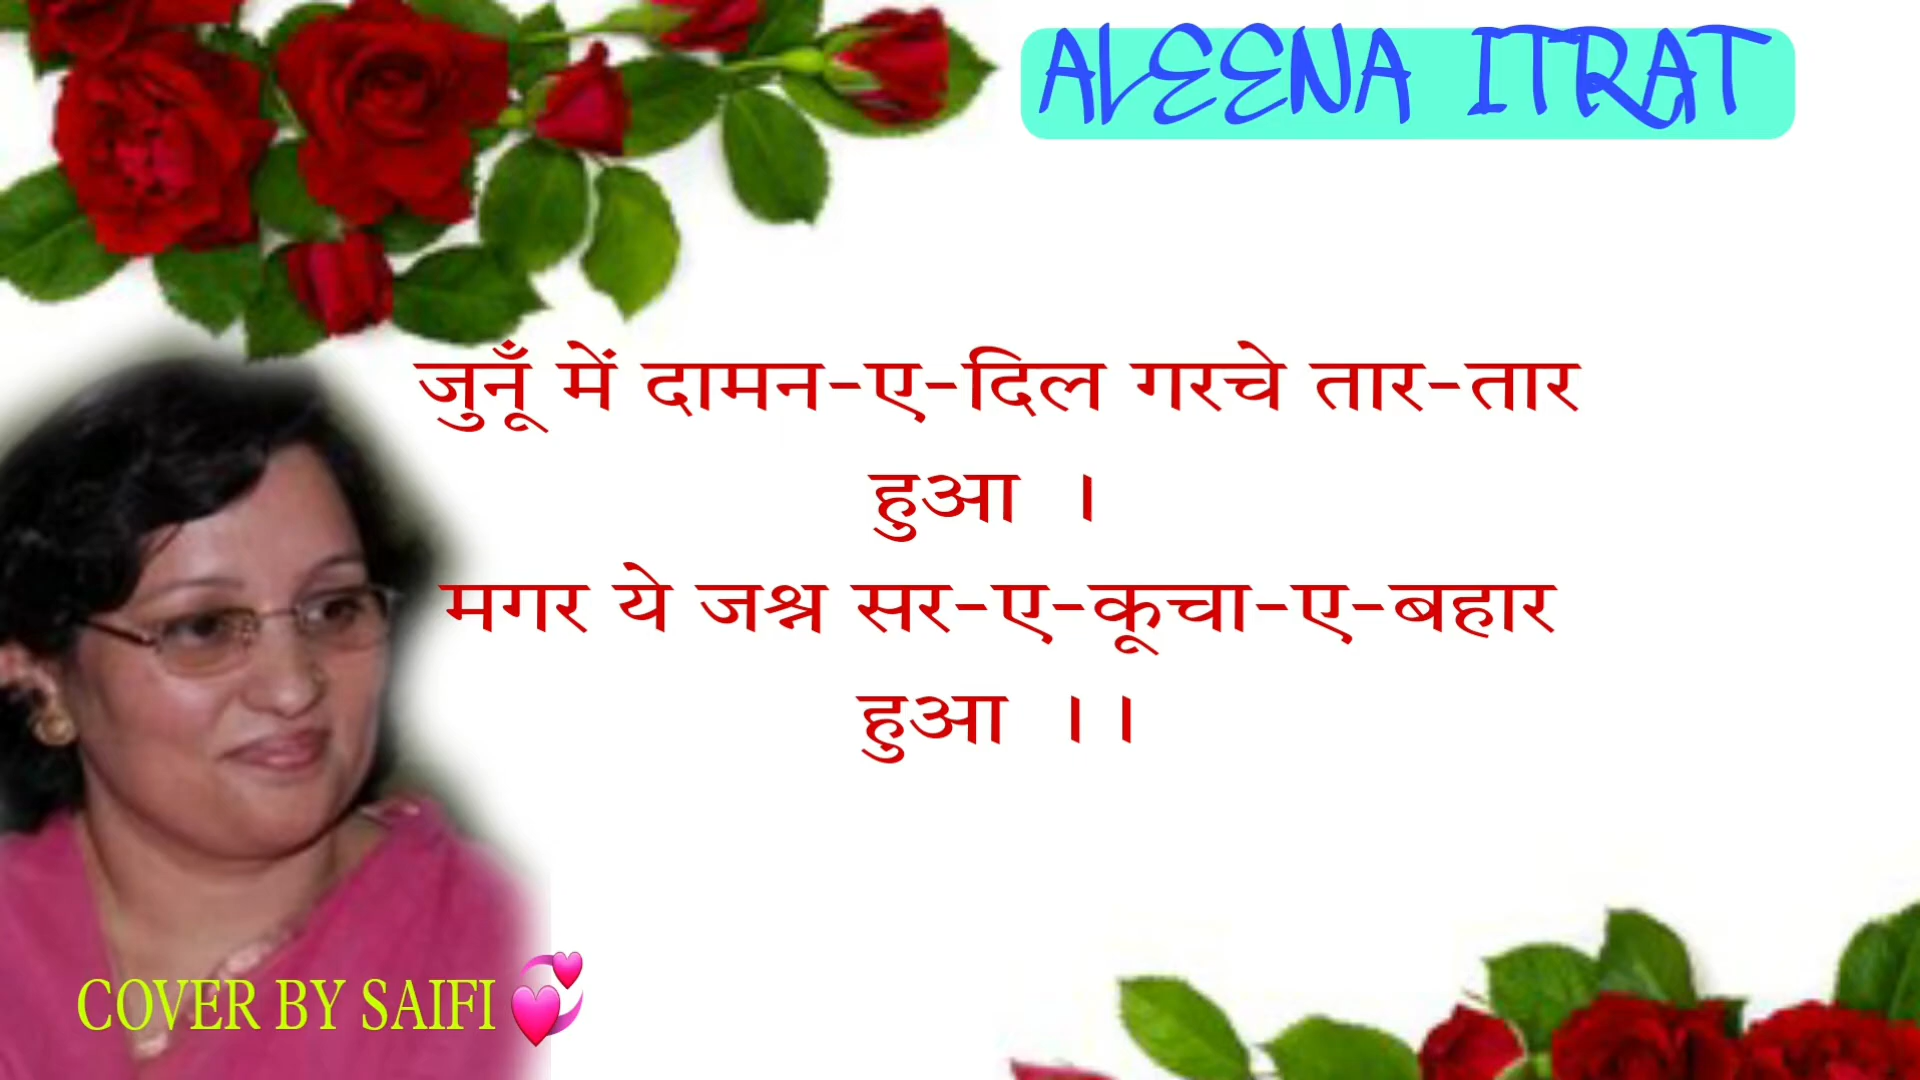 ALEENA ITRAT
जुनूँ में दामन-ए-दिल गरचे तार-तार
हुआ ।
मगर ये जश्न सर-ए-कूचा-ए-बहार
हुआ ।।
COVER BY SAIFI